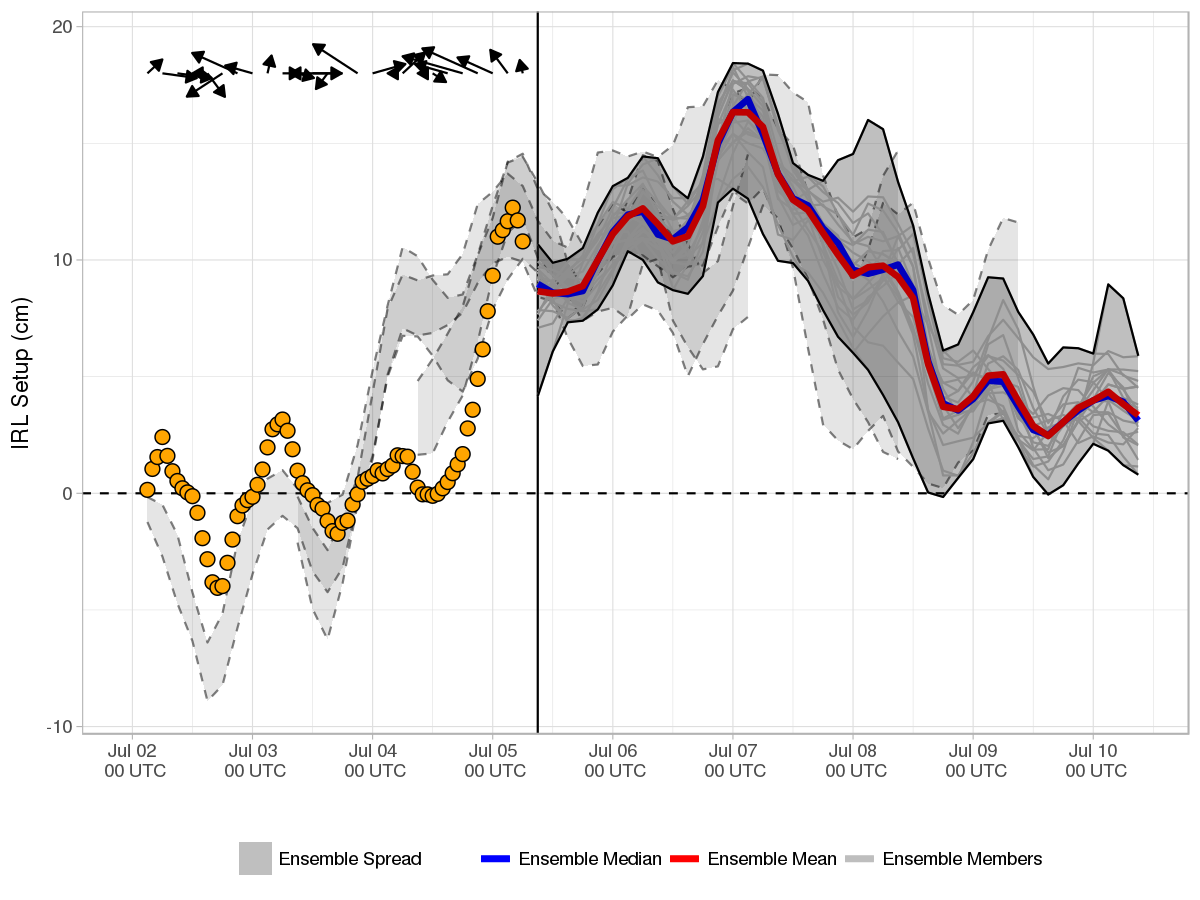 IRL Setup (cm)
20
10
0
-10
Jul 02 Jul 03 Jul 04 Jul 05 Jul 06 Jul 07 Jul 08 Jul 09 Jul 10
00 UTC 00 UTC 00 UTC 00 UTC 00 UTC 00 UTC 00 UTC 00 UTC 00 UTC
Ensemble Spread Ensemble Median Ensemble Mean Ensemble Members